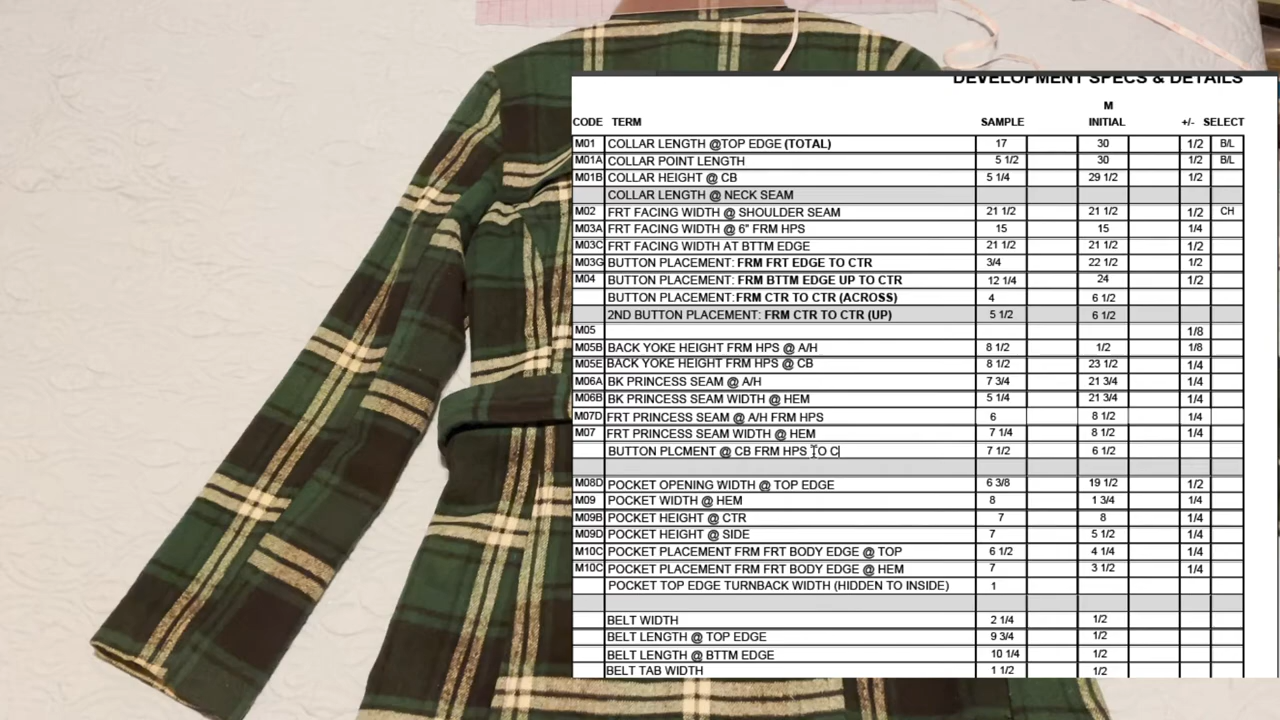 DEVELOPMENT SPECS & DETAILS
M
CODE TERM SAMPLE INITIAL +/- SELECT
M01 COLLAR LENGTH @TOP EDGE (TOTAL) 17 30 1/2 B/L
M01A COLLAR POINT LENGTH 5 1/2 30 1/2 B/L
M01B COLLAR HEIGHT @ CB 5 1/4 29 1/2 1/2
COLLAR LENGTH @ NECK SEAM
M02 FRT FACING WIDTH @ SHOULDER SEAM 21 1/2 21 1/2 1/2 CH
M03A FRT FACING WIDTH @ 6" FRM HPS 15 15 1/4
M03C FRT FACING WIDTH AT BTTM EDGE 21 1/2 21 1/2 1/2
M03G BUTTON PLACEMENT: FRM FRT EDGE TO CTR 3/4 22 1/2 1/2
M04 BUTTON PLACEMENT: FRM BTTM EDGE UP TO CTR 12 1/4 24 1/2
BUTTON PLACEMENT: FRM CTR TO CTR (ACROSS) 4 6 1/2
2ND BUTTON PLACEMENT: FRM CTR TO CTR (UP) 5 1/2 6 1/2
M05 1/8
M05B BACK YOKE HEIGHT FRM HPS @ A/H 8 1/2 1/2 1/8
M05E BACK YOKE HEIGHT FRM HPS @ CB 8 1/2 23 1/2 1/4
M06A BK PRINCESS SEAM @ A/H 7 3/4 21 3/4 1/4
M06B BK PRINCESS SEAM WIDTH @ HEM 5 1/4 21 3/4 1/4
M07D FRT PRINCESS SEAM @ A/H FRM HPS 6 8 1/2 1/4
M07 FRT PRINCESS SEAM WIDTH @ HEM 7 1/4 8 1/2 1/4
BUTTON PLCMENT @ CB FRM HPS TO C 7 1/2 6 1/2
M08D POCKET OPENING WIDTH @ TOP EDGE 6 3/8 19 1/2 1/2
M09 POCKET WIDTH @ HEM 8 1 3/4 1/4
M09B POCKET HEIGHT @ CTR 7 8 1/4
M09D POCKET HEIGHT @ SIDE 7 5 1/2 1/4
M10C POCKET PLACEMENT FRM FRT BODY EDGE @ TOP 6 1/2 4 1/4 1/4
M10C POCKET PLACEMENT FRM FRT BODY EDGE @ HEM 7 3 1/2 1/4
POCKET TOP EDGE TURNBACK WIDTH (HIDDEN TO INSIDE) 1
BELT WIDTH 2 1/4 1/2
BELT LENGTH @ TOP EDGE 9 3/4 1/2
BELT LENGTH @ BTTM EDGE 10 1/4 1/2
BELT TAB WIDTH 1 1/2 1/2